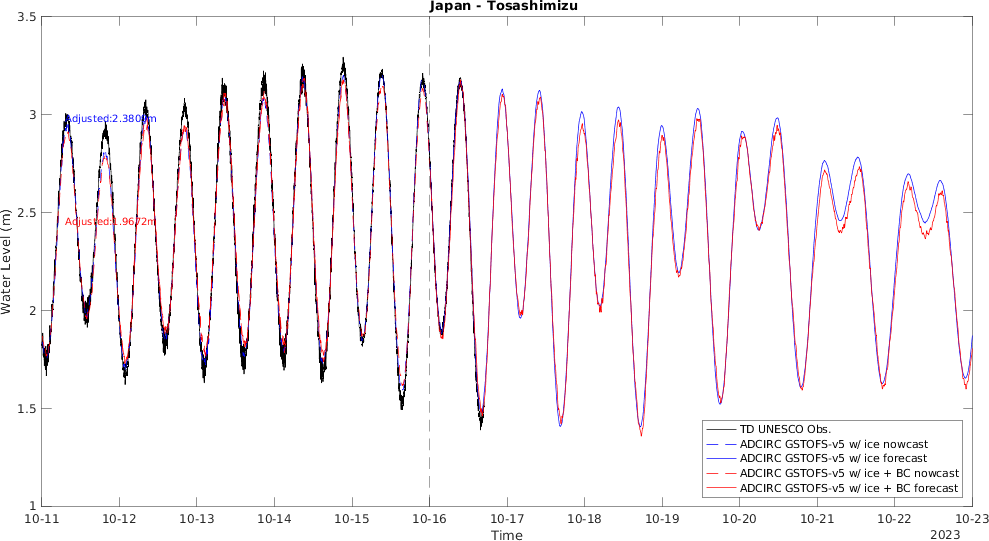 Japan - Tosashimizu
3.5
3
2.5
2
1.5
1
Water Level (m)
Adjusted:2.3806m
Adjusted:1.9672m
TD UNESCO Obs.
ADCIRC GSTOFS-v5 w/ ice nowcast
ADCIRC GSTOFS-v5 w/ ice forecast
ADCIRC GSTOFS-v5 w/ ice + BC nowcast
ADCIRC GSTOFS-v5 w/ ice + BC forecast
10-11 10-12 10-13 10-14 10-15 10-16 10-17 10-18 10-19 10-20 10-21 10-22 10-23
Time
2023